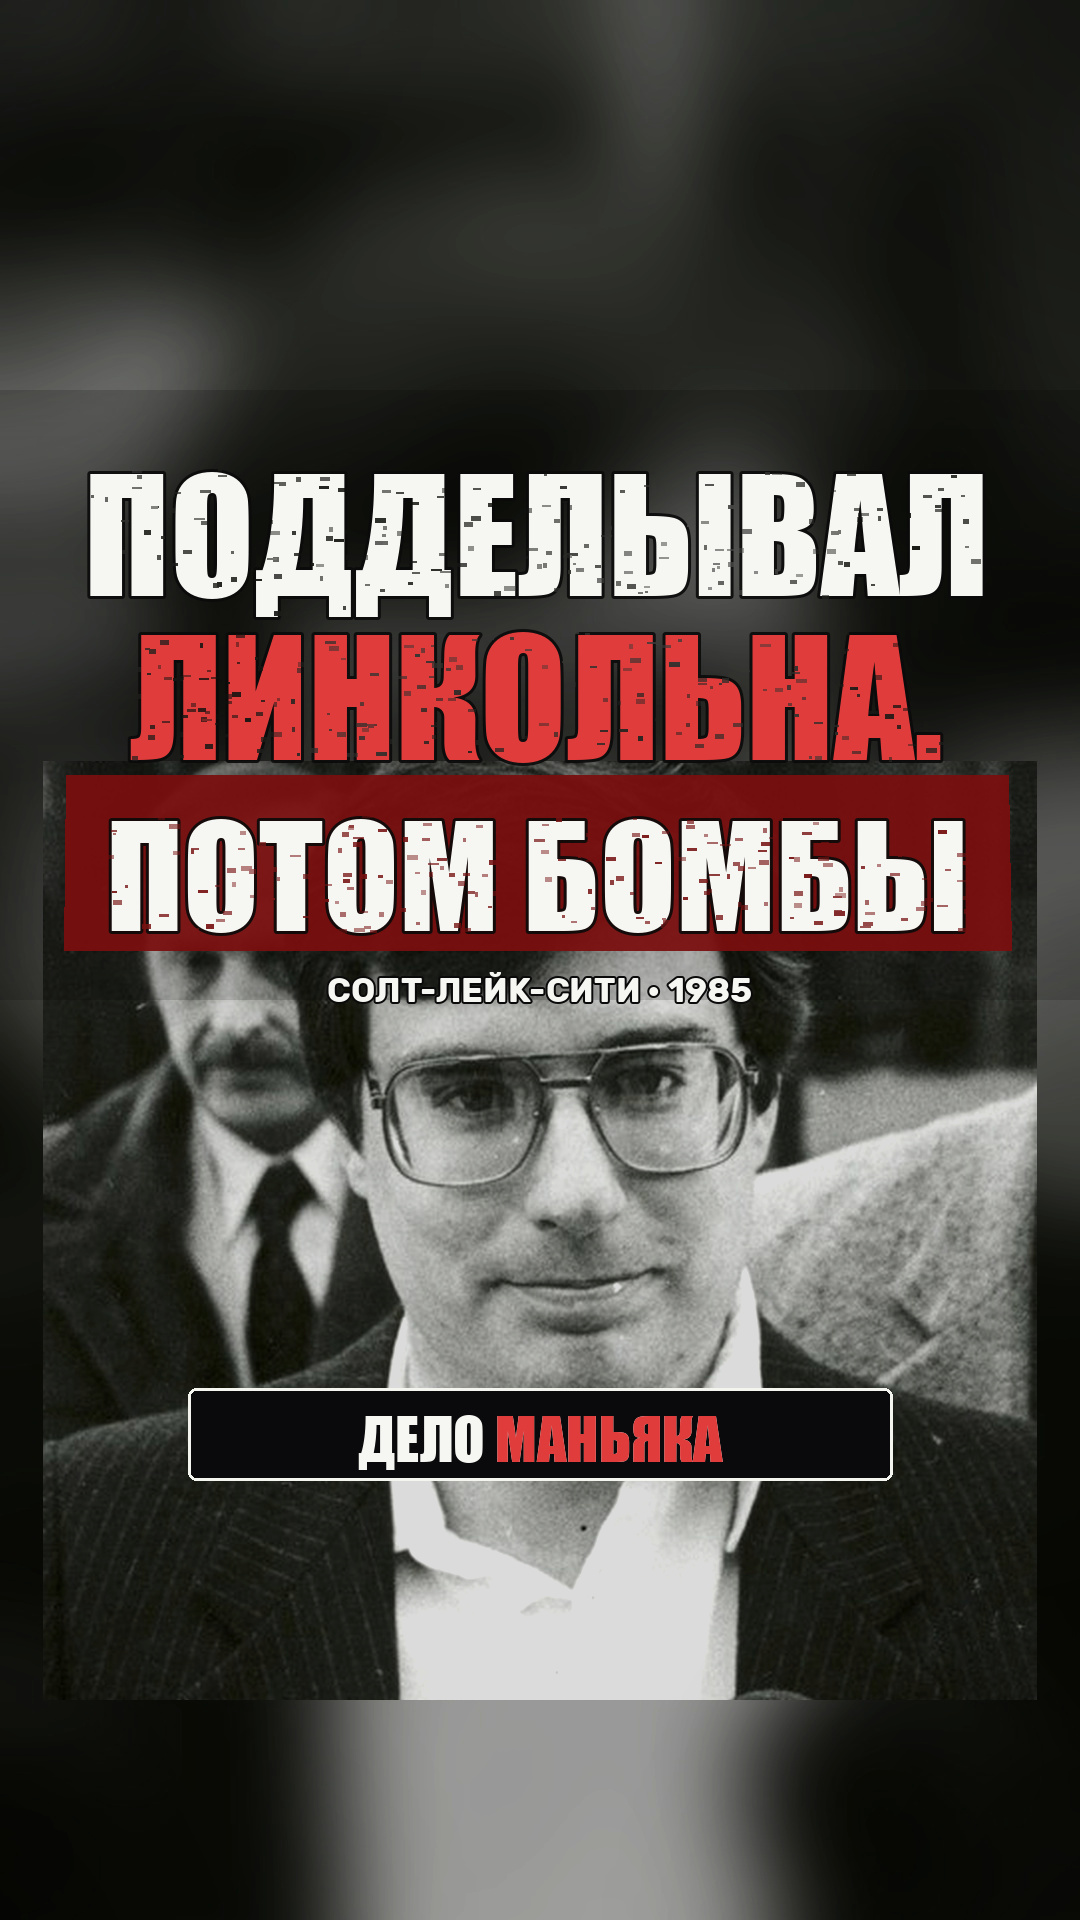 ПОДДЕЛЫВАЛ
ЛИНКОЛЬНА.
ПОТОМ БОМБЫ
СОЛТ-ЛЕЙК-СИТИ • 1985
ДЕЛО МАНЬЯКА